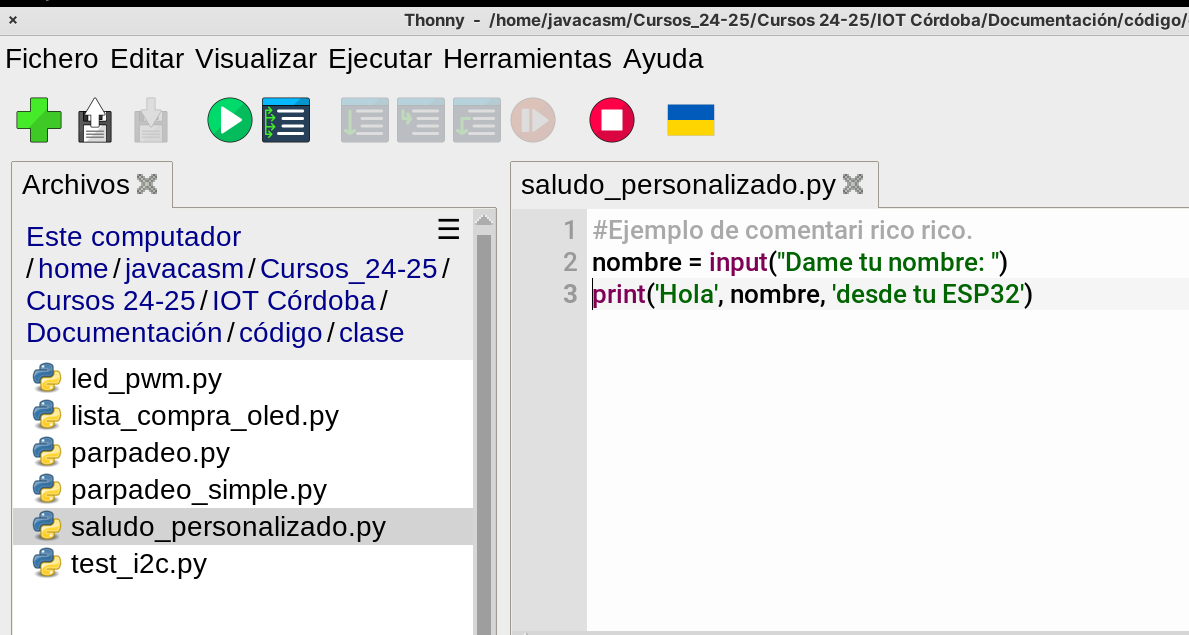 Thonny - /home/javacasm/Cursos_24-25/Cursos 24-25/IOT Córdoba/Documentación/código/
Fichero Editar Visualizar Ejecutar Herramientas Ayuda
Archivos
Este computador
/ home / javacasm / Cursos_24-25 /
Cursos 24-25 / IOT Córdoba /
Documentación / código / clase
led_pwm.py
lista_compra_oled.py
parpadeo.py
parpadeo_simple.py
saludo_personalizado.py
test_i2c.py
saludo_personalizado.py
1 #Ejemplo de comentari rico rico.
2 nombre = input("Dame tu nombre: ")
3 print('Hola', nombre, 'desde tu ESP32')